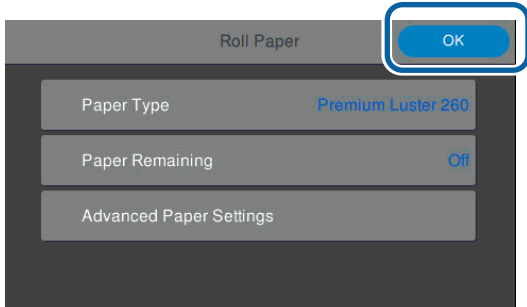 Roll Paper
OK
Paper Type Premium Luster 260
Paper Remaining Off
Advanced Paper Settings